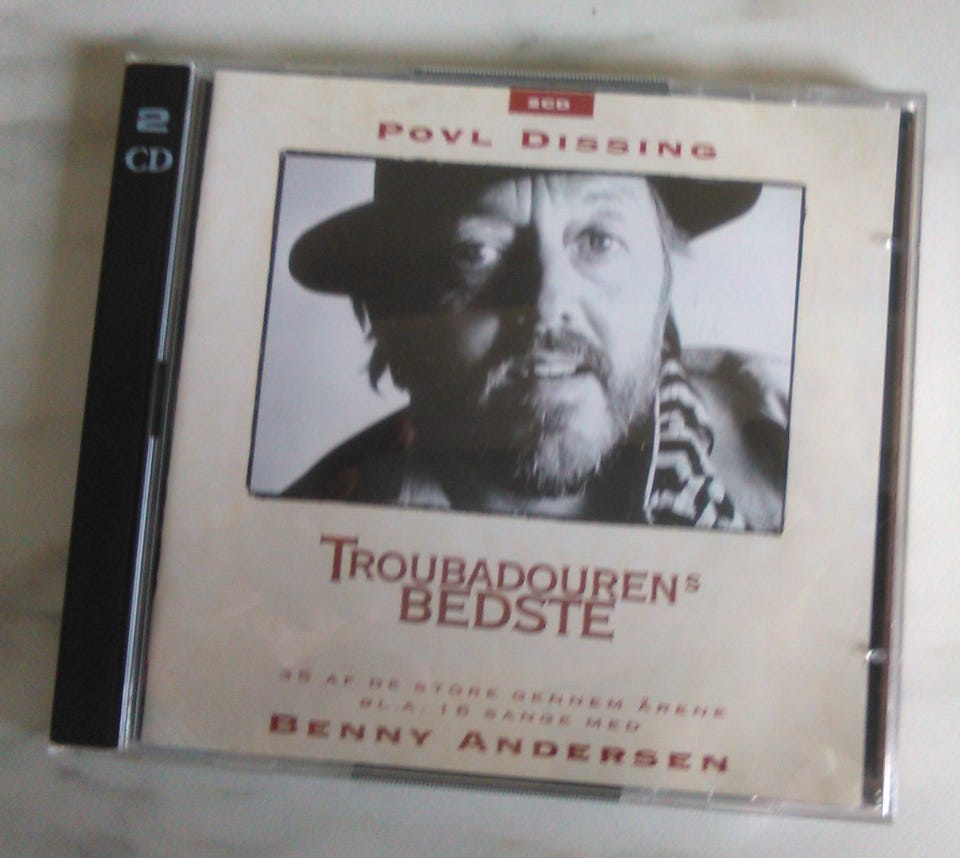 2
CD
2CD
POVL DISSING
TROUBADOURENS
BEDSTE
35 AF DE STORE GENNEM ÅRENE
BL.A. 16 SANGE MED
BENNY ANDERSEN